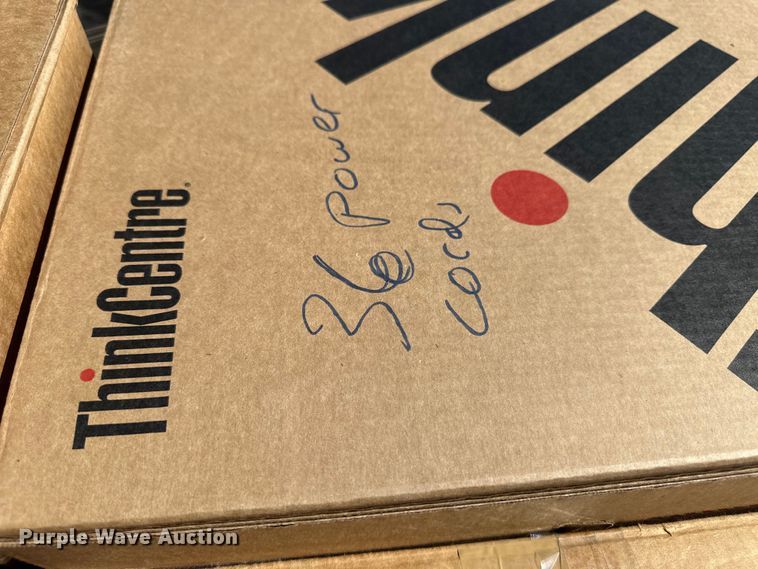 ThinkCentre®
36 Power
Cords
Purple Wave Auction